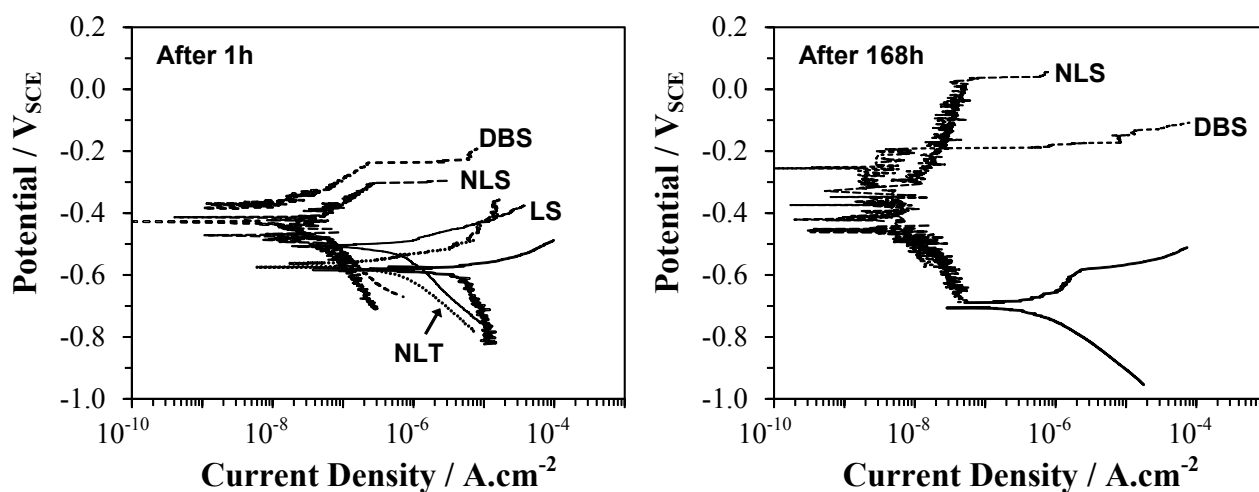 After 1h
Potential / V_SCE
0.2
0.0
-0.2
-0.4
-0.6
-0.8
-1.0
DBS
NLS
LS
NLT
10^-10
10^-8
10^-6
10^-4
Current Density / A.cm^-2
After 168h
Potential / V_SCE
0.2
0.0
-0.2
-0.4
-0.6
-0.8
-1.0
NLS
DBS
10^-10
10^-8
10^-6
10^-4
Current Density / A.cm^-2